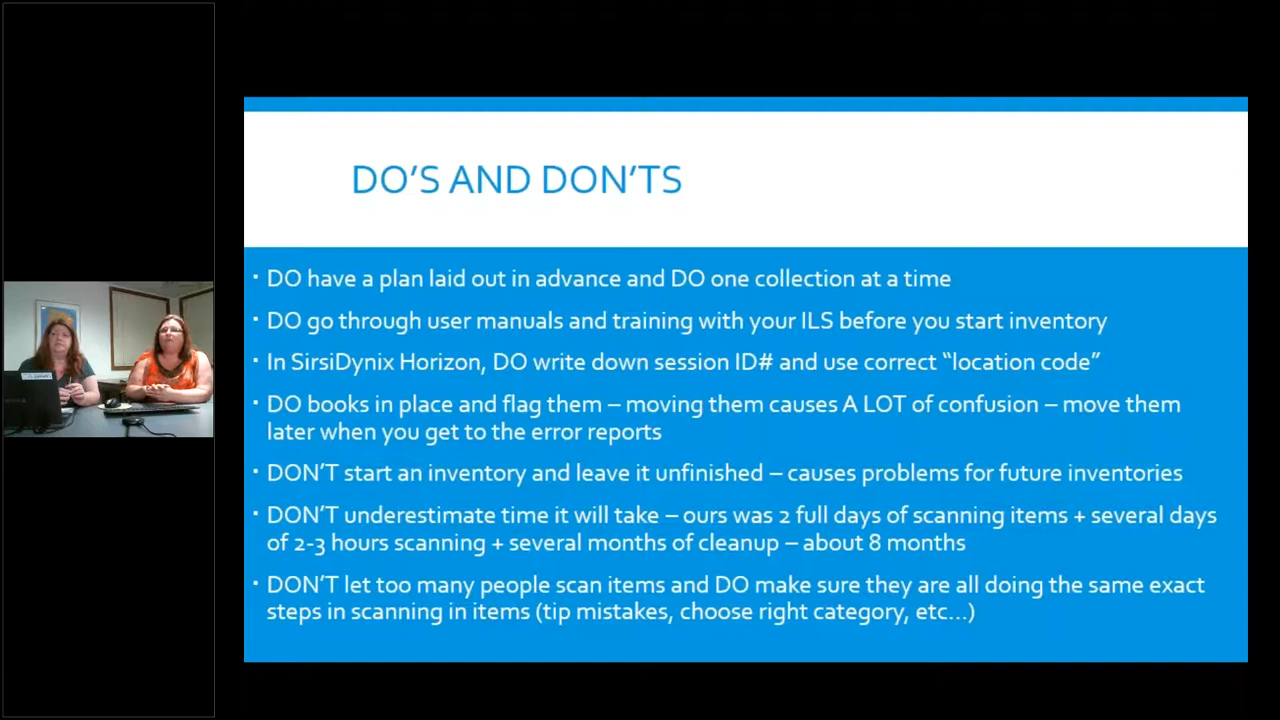 DO'S AND DON'TS
▪ DO have a plan laid out in advance and DO one collection at a time
▪ DO go through user manuals and training with your ILS before you start inventory
▪ In SirsiDynix Horizon, DO write down session ID# and use correct “location code”
▪ DO books in place and flag them – moving them causes A LOT of confusion – move them
later when you get to the error reports
▪ DON'T start an inventory and leave it unfinished – causes problems for future inventories
▪ DON'T underestimate time it will take – ours was 2 full days of scanning items + several days
of 2-3 hours scanning + several months of cleanup – about 8 months
▪ DON'T let too many people scan items and DO make sure they are all doing the same exact
steps in scanning in items (tip mistakes, choose right category, etc...)